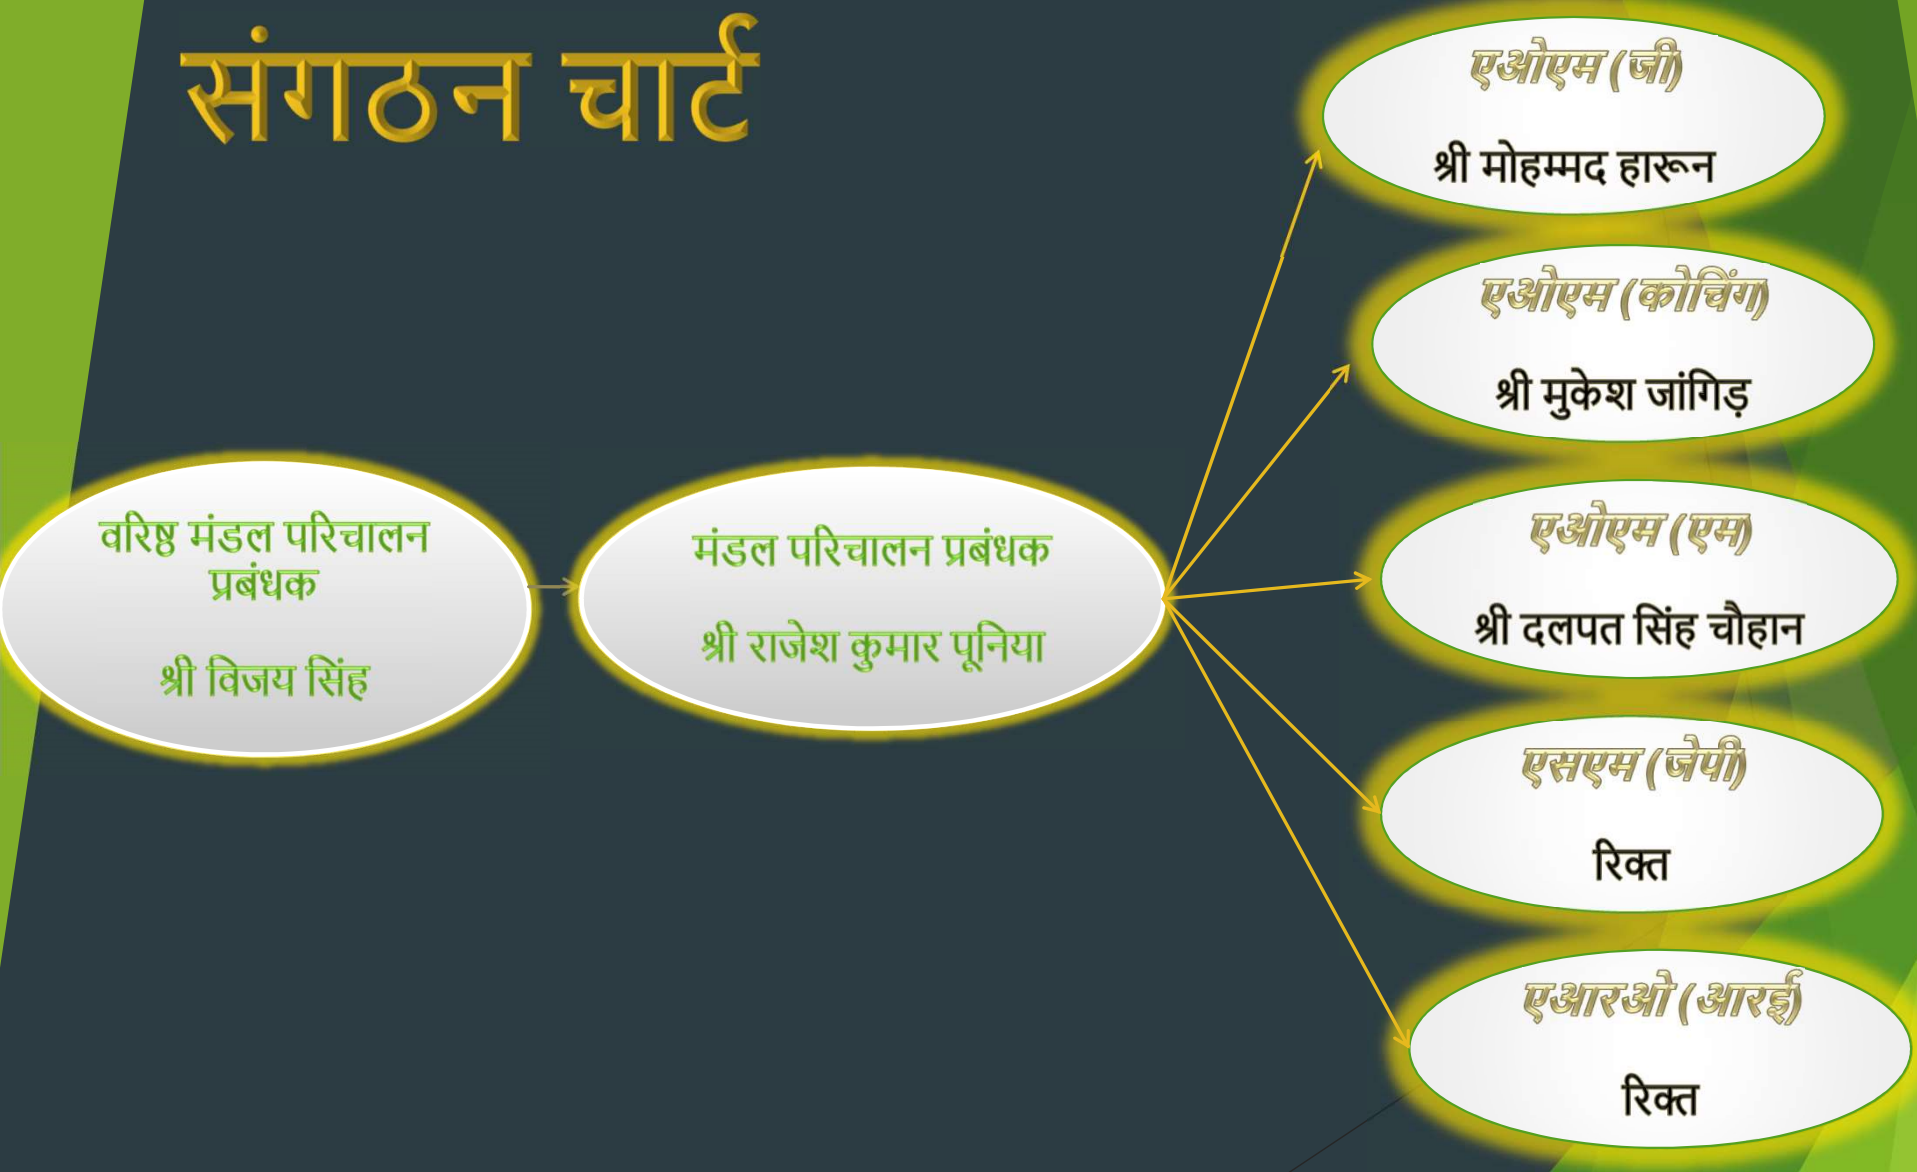 संगठन चार्ट
वरिष्ठ मंडल परिचालन
प्रबंधक
श्री विजय सिंह
मंडल परिचालन प्रबंधक
श्री राजेश कुमार पूनिया
एओएम (जी)
श्री मोहम्मद हारून
एओएम (कोचिंग)
श्री मुकेश जांगिड़
एओएम (एम)
श्री दलपत सिंह चौहान
एसएम (जेपी)
रिक्त
एआरओ (आरई)
रिक्त